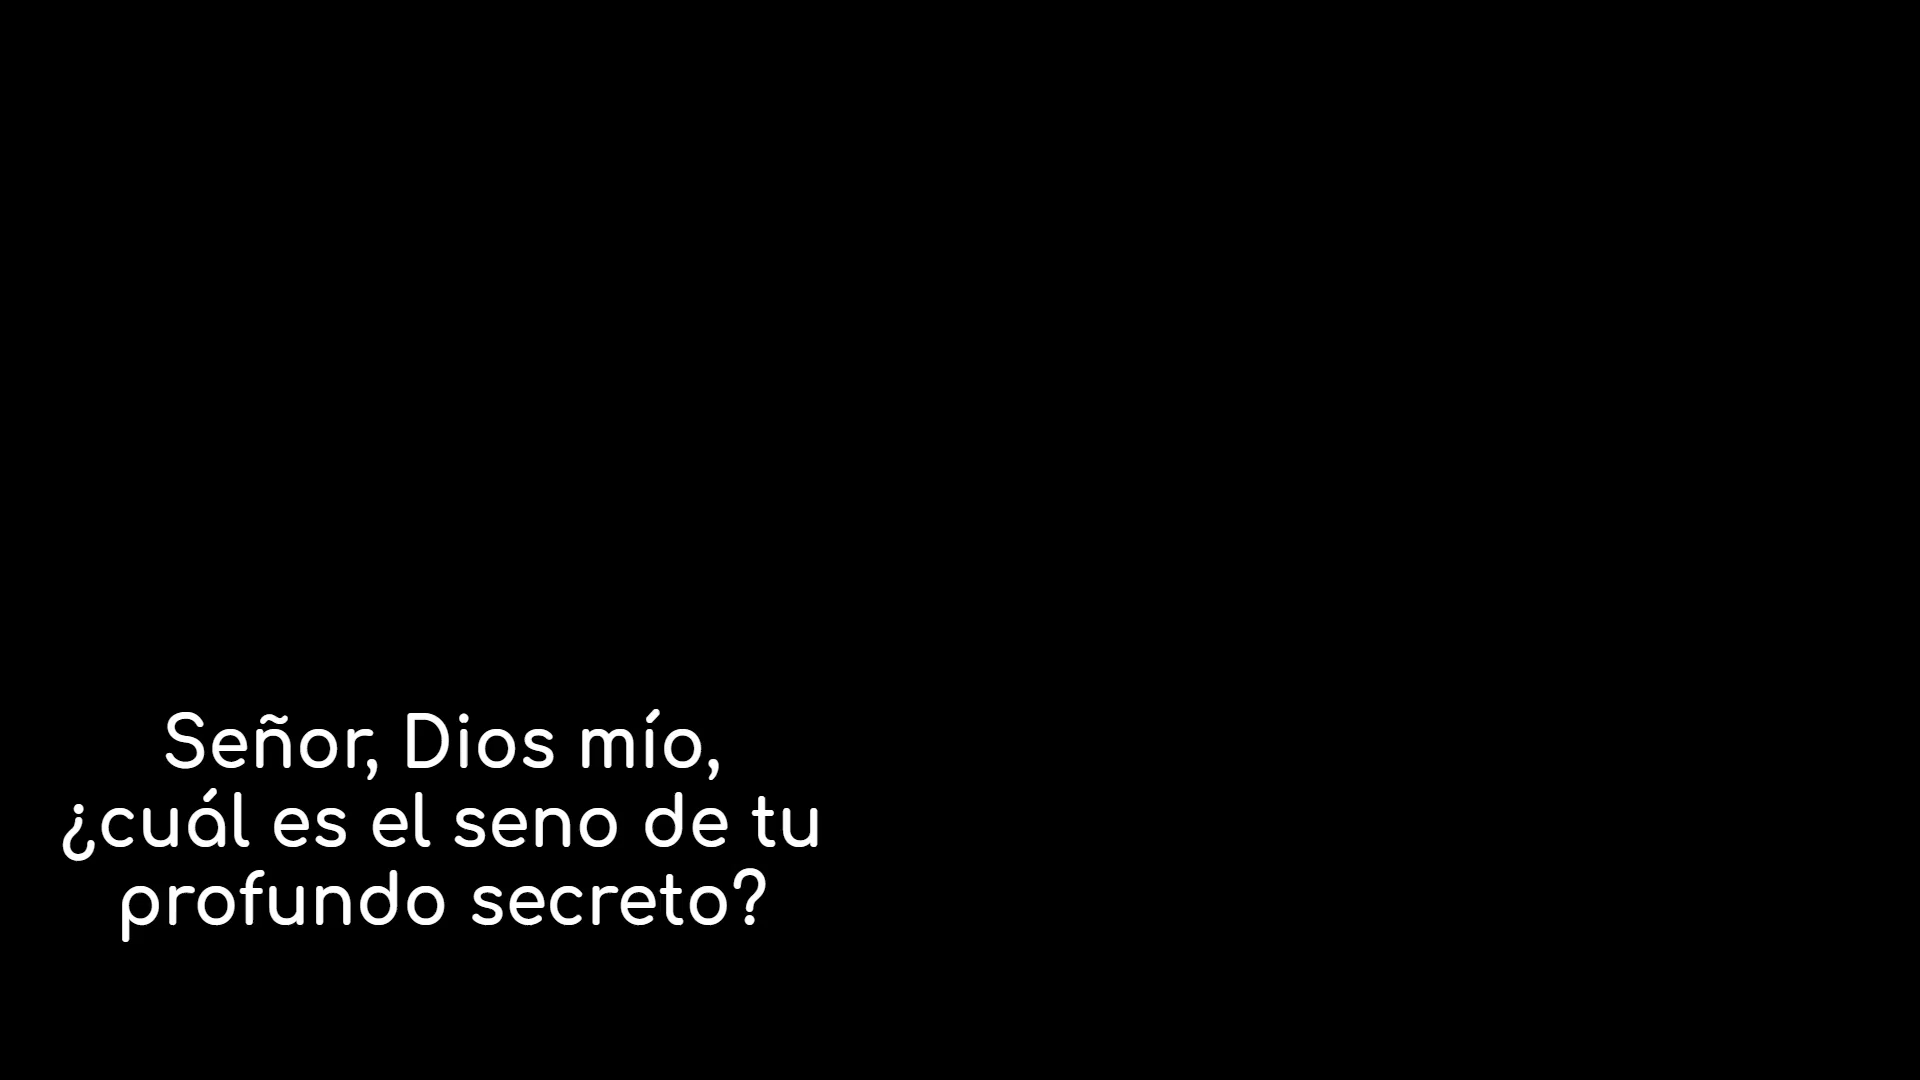 Señor, Dios mío,
¿cuál es el seno de tu
profundo secreto?